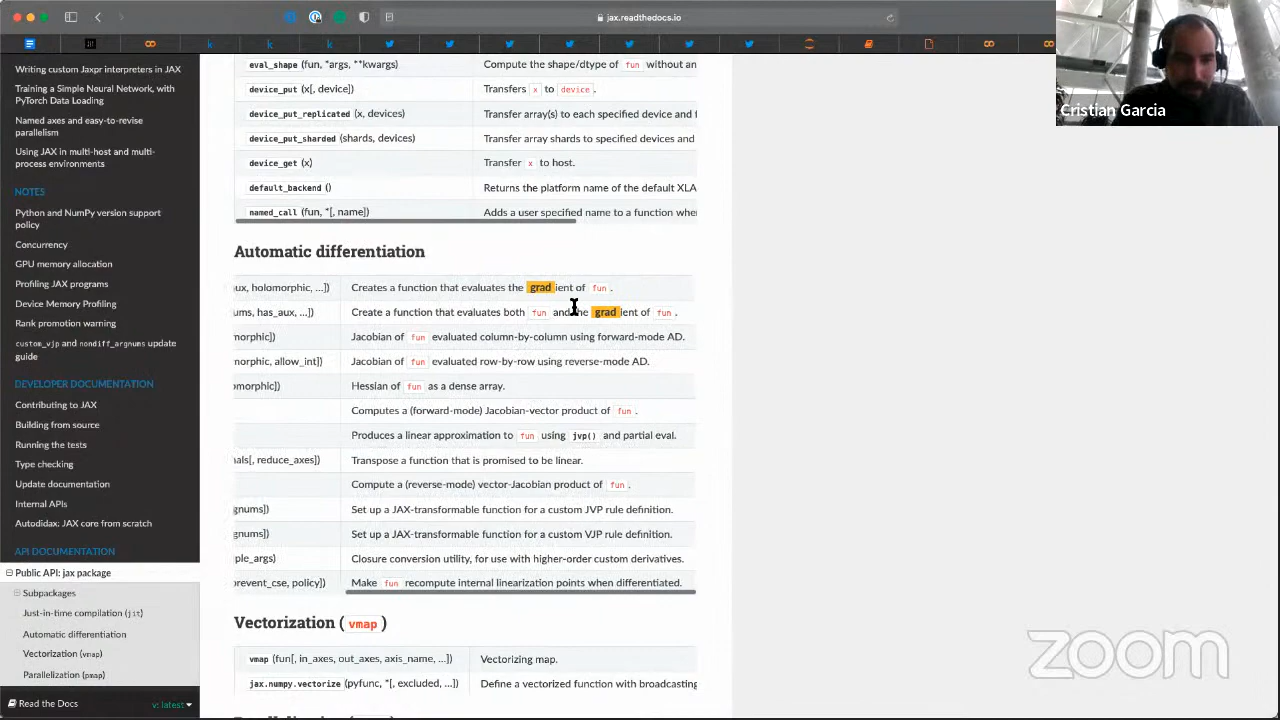 jax.readthedocs.io
Cristian Garcia
Writing custom Jaxpr interpreters in JAX
Training a Simple Neural Network, with
PyTorch Data Loading
Named axes and easy-to-revise
parallelism
Using JAX in multi-host and multi-
process environments
NOTES
Python and NumPy version support
policy
Concurrency
GPU memory allocation
Profiling JAX programs
Device Memory Profiling
Rank promotion warning
custom_vjp and nondiff_argnums update
guide
DEVELOPER DOCUMENTATION
Contributing to JAX
Building from source
Running the tests
Type checking
Update documentation
Internal APIs
Autodidax: JAX core from scratch
API DOCUMENTATION
Public API: jax package
Subpackages
Just-in-time compilation (jit)
Automatic differentiation
Vectorization (vmap)
Parallelization (pmap)
Read the Docs v: latest
eval_shape (fun, *args, **kwargs) Compute the shape/dtype of fun without an
device_put (x[, device]) Transfers x to device.
device_put_replicated (x, devices) Transfer array(s) to each specified device and f
device_put_sharded (shards, devices) Transfer array shards to specified devices and
device_get (x) Transfer x to host.
default_backend () Returns the platform name of the default XLA
named_call (fun, *[, name]) Adds a user specified name to a function when
Automatic differentiation
ux, holomorphic, ...]) Creates a function that evaluates the gradient of fun.
ums, has_aux, ...]) Create a function that evaluates both fun and the gradient of fun.
morphic]) Jacobian of fun evaluated column-by-column using forward-mode AD.
morphic, allow_int]) Jacobian of fun evaluated row-by-row using reverse-mode AD.
omorphic]) Hessian of fun as a dense array.
Computes a (forward-mode) Jacobian-vector product of fun.
Produces a linear approximation to fun using jvp() and partial eval.
nals[, reduce_axes]) Transpose a function that is promised to be linear.
Compute a (reverse-mode) vector-Jacobian product of fun.
gnums]) Set up a JAX-transformable function for a custom JVP rule definition.
gnums]) Set up a JAX-transformable function for a custom VJP rule definition.
ple_args) Closure conversion utility, for use with higher-order custom derivatives.
prevent_cse, policy]) Make fun recompute internal linearization points when differentiated.
Vectorization (vmap)
vmap (fun[, in_axes, out_axes, axis_name, ...]) Vectorizing map.
jax.numpy.vectorize (pyfunc, *[, excluded, ...]) Define a vectorized function with broadcasting
zoom